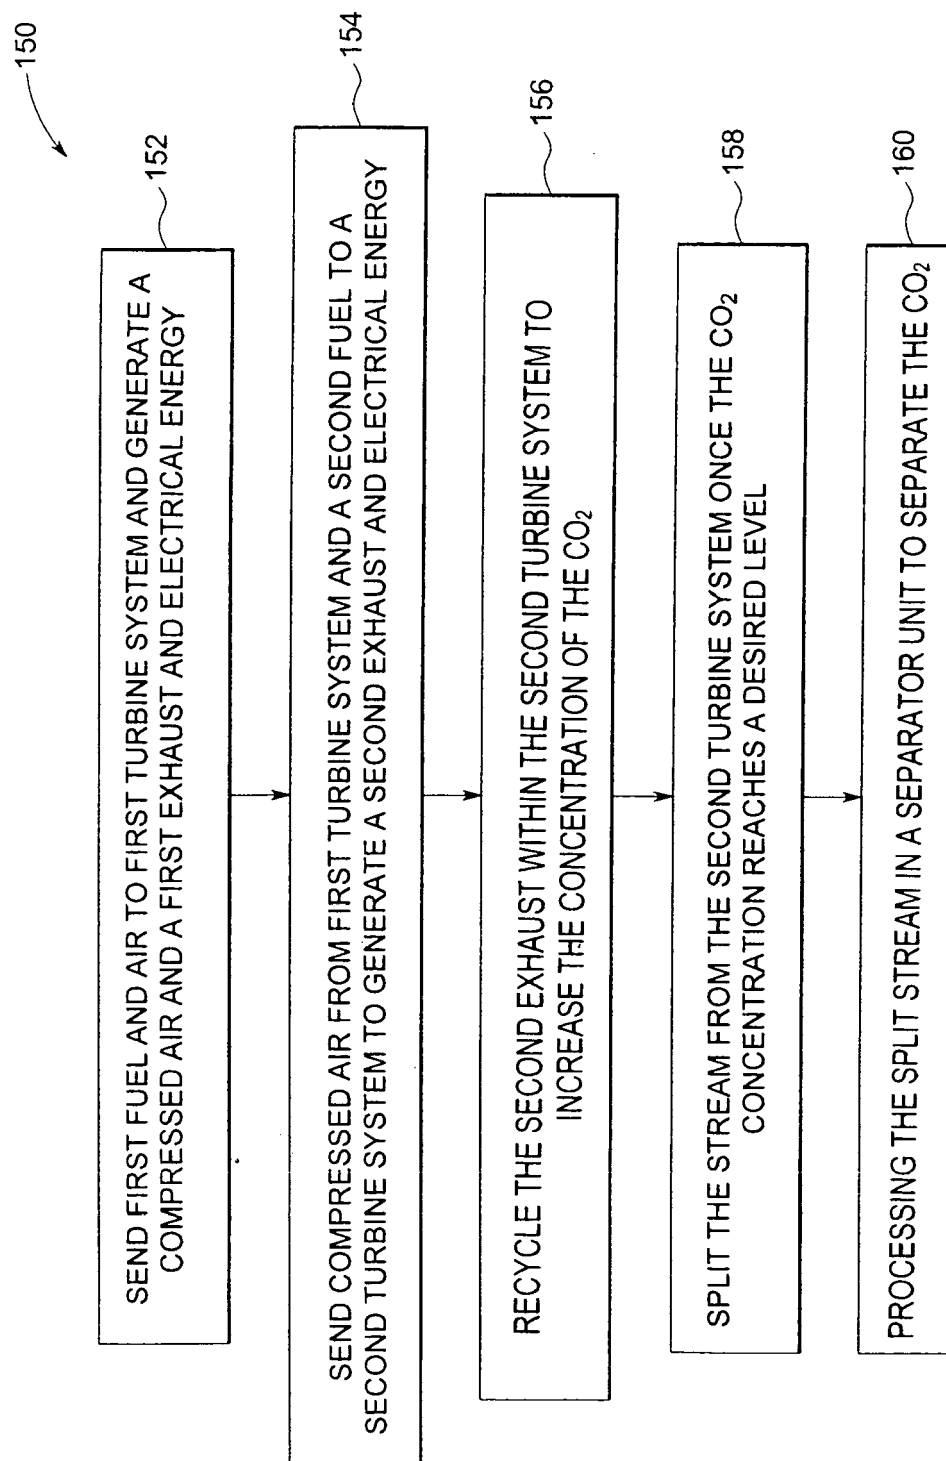 150
SEND FIRST FUEL AND AIR TO FIRST TURBINE SYSTEM AND GENERATE A
COMPRESSED AIR AND A FIRST EXHAUST AND ELECTRICAL ENERGY
152
SEND COMPRESSED AIR FROM FIRST TURBINE SYSTEM AND A SECOND FUEL TO A
SECOND TURBINE SYSTEM TO GENERATE A SECOND EXHAUST AND ELECTRICAL ENERGY
154
RECYCLE THE SECOND EXHAUST WITHIN THE SECOND TURBINE SYSTEM TO
INCREASE THE CONCENTRATION OF THE CO₂
156
SPLIT THE STREAM FROM THE SECOND TURBINE SYSTEM ONCE THE CO₂
CONCENTRATION REACHES A DESIRED LEVEL
158
PROCESSING THE SPLIT STREAM IN A SEPARATOR UNIT TO SEPARATE THE CO₂
160